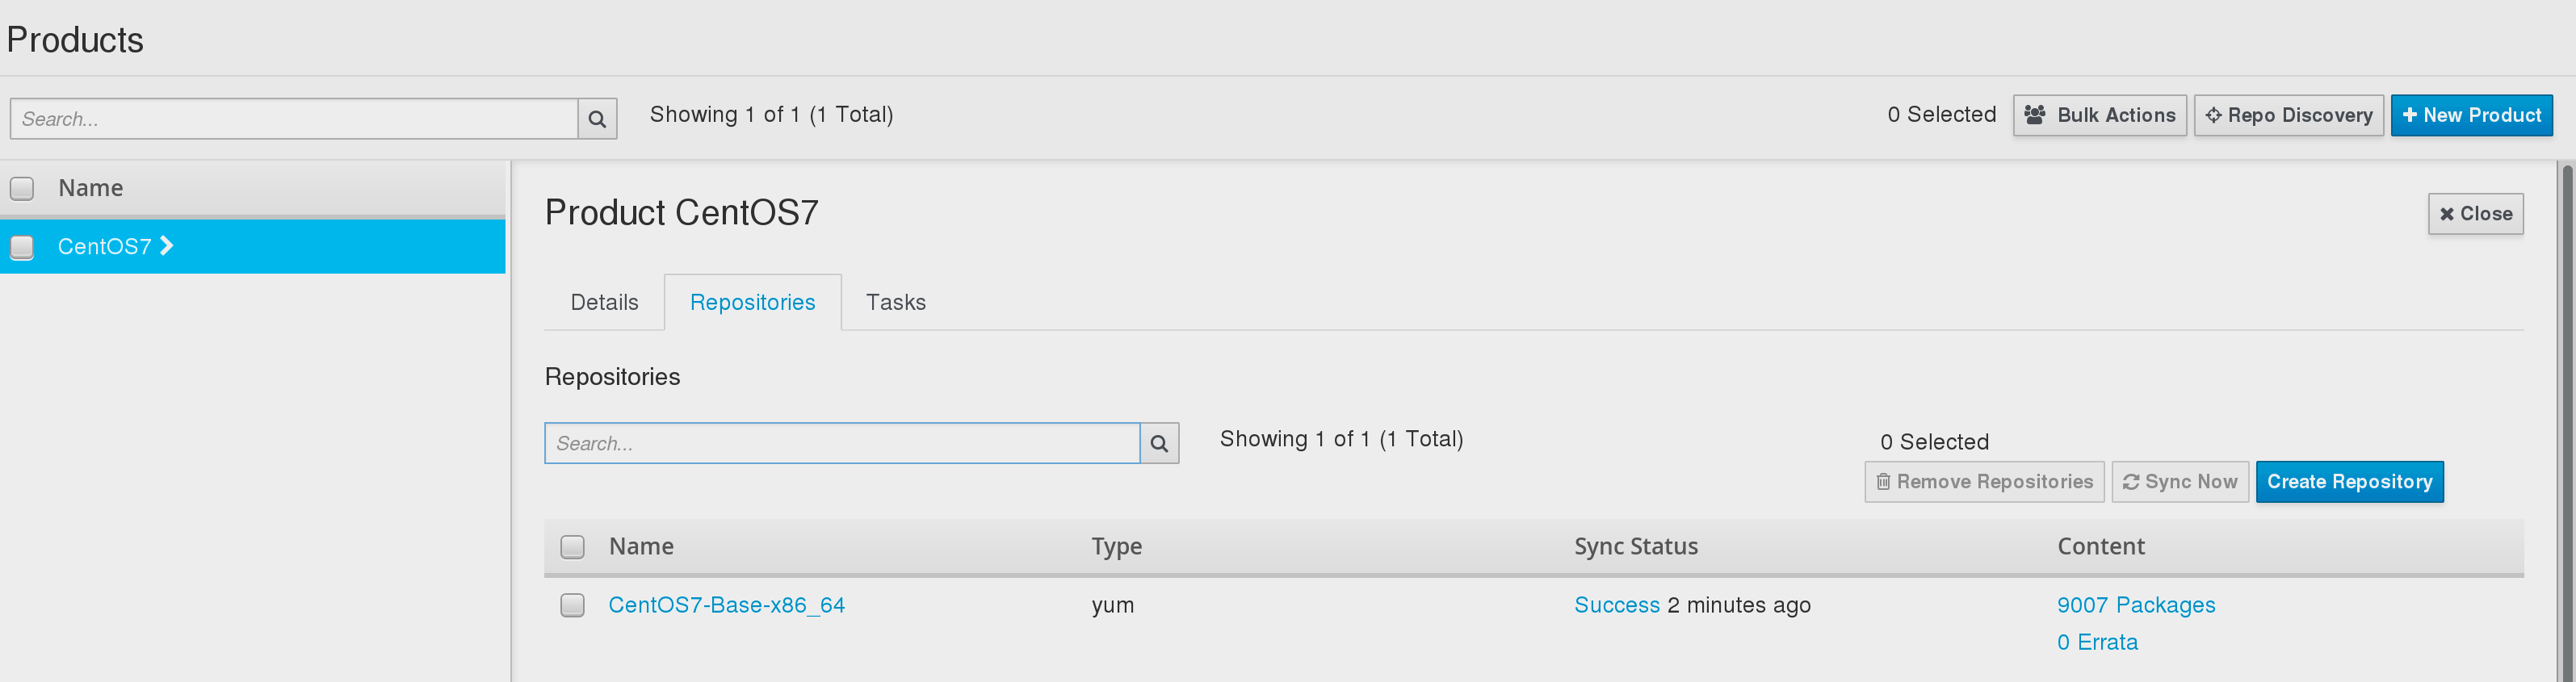 Products
Search...
Showing 1 of 1 (1 Total)
0 Selected
Bulk Actions
Repo Discovery
New Product
Name
CentOS7
Product CentOS7
Close
Details
Repositories
Tasks
Repositories
Search...
Showing 1 of 1 (1 Total)
0 Selected
Remove Repositories
Sync Now
Create Repository
Name Type Sync Status Content
CentOS7-Base-x86_64 yum Success 2 minutes ago 9007 Packages
0 Errata